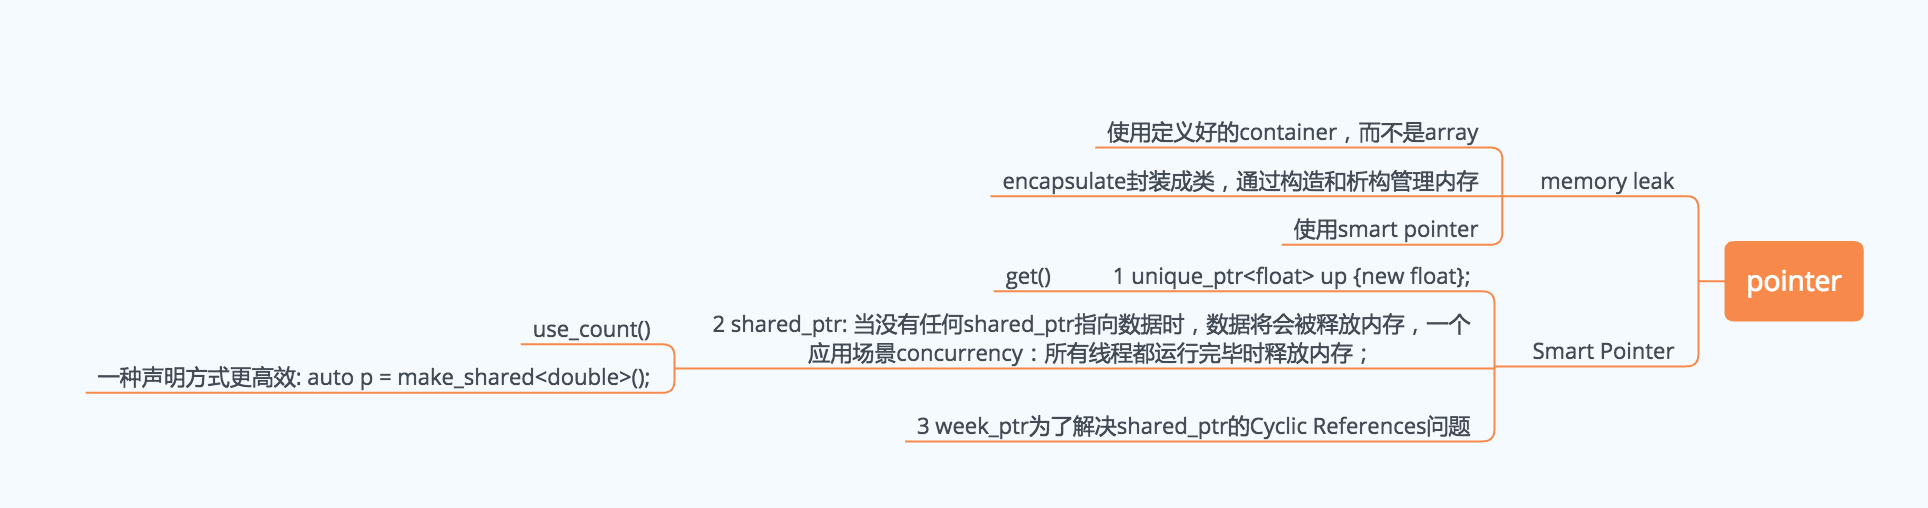 使用定义好的container，而不是array
encapsulate封装成类，通过构造和析构管理内存
memory leak
使用smart pointer
pointer
get()
1 unique_ptr<float> up {new float};
use_count()
2 shared_ptr: 当没有任何shared_ptr指向数据时，数据将会被释放内存，一个
应用场景concurrency：所有线程都运行完毕时释放内存；
Smart Pointer
一种声明方式更高效: auto p = make_shared<double>();
3 week_ptr为了解决shared_ptr的Cyclic References问题